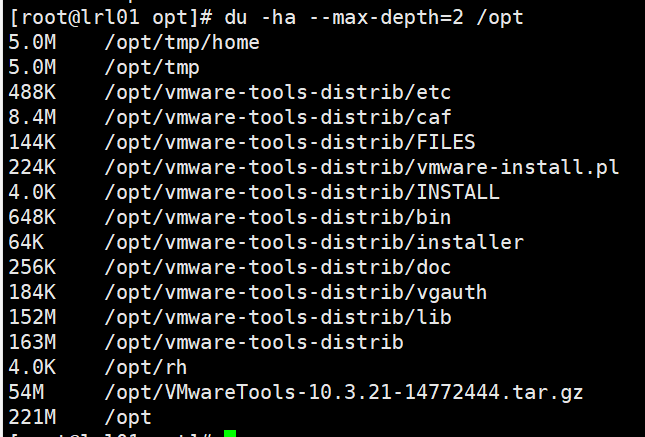 [root@lrl01 opt]# du -ha --max-depth=2 /opt
5.0M /opt/tmp/home
5.0M /opt/tmp
488K /opt/vmware-tools-distrib/etc
8.4M /opt/vmware-tools-distrib/caf
144K /opt/vmware-tools-distrib/FILES
224K /opt/vmware-tools-distrib/vmware-install.pl
4.0K /opt/vmware-tools-distrib/INSTALL
648K /opt/vmware-tools-distrib/bin
64K /opt/vmware-tools-distrib/installer
256K /opt/vmware-tools-distrib/doc
184K /opt/vmware-tools-distrib/vgauth
152M /opt/vmware-tools-distrib/lib
163M /opt/vmware-tools-distrib
4.0K /opt/rh
54M /opt/VMwareTools-10.3.21-14772444.tar.gz
221M /opt
[root@lrl01 opt]#